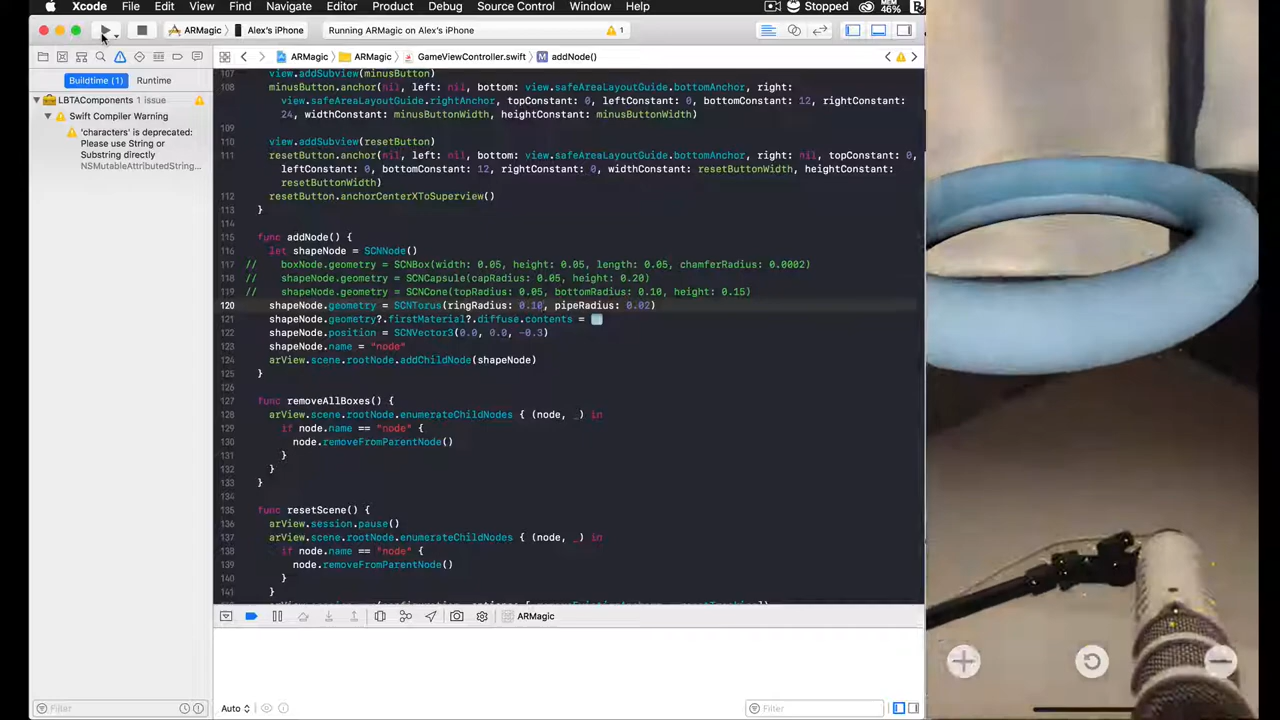 Xcode File Edit View Find Navigate Editor Product Debug Source Control Window Help Stopped MEM 46%
ARMagic Alex's iPhone Running ARMagic on Alex's iPhone 1
ARMagic ARMagic GameViewController.swift M addNode()
Buildtime (1) Runtime
LBTAComponents 1 issue
Swift Compiler Warning
'characters' is deprecated:
Please use String or
Substring directly
NSMutableAttributedString...
107 view.addSubview(minusButton)
108 minusButton.anchor(nil, left: nil, bottom: view.safeAreaLayoutGuide.bottomAnchor, right:
view.safeAreaLayoutGuide.rightAnchor, topConstant: 0, leftConstant: 0, bottomConstant: 12, rightConstant:
24, widthConstant: minusButtonWidth, heightConstant: minusButtonWidth)
109
110 view.addSubview(resetButton)
111 resetButton.anchor(nil, left: nil, bottom: view.safeAreaLayoutGuide.bottomAnchor, right: nil, topConstant: 0,
leftConstant: 0, bottomConstant: 12, rightConstant: 0, widthConstant: resetButtonWidth, heightConstant:
resetButtonWidth)
112 resetButton.anchorCenterXToSuperview()
113 }
114
115 func addNode() {
116 let shapeNode = SCNNode()
117 // boxNode.geometry = SCNBox(width: 0.05, height: 0.05, length: 0.05, chamferRadius: 0.0002)
118 // shapeNode.geometry = SCNCapsule(capRadius: 0.05, height: 0.20)
119 // shapeNode.geometry = SCNCone(topRadius: 0.05, bottomRadius: 0.10, height: 0.15)
120 shapeNode.geometry = SCNTorus(ringRadius: 0.10, pipeRadius: 0.02)
121 shapeNode.geometry?.firstMaterial?.diffuse.contents =
122 shapeNode.position = SCNVector3(0.0, 0.0, -0.3)
123 shapeNode.name = "node"
124 arView.scene.rootNode.addChildNode(shapeNode)
125 }
126
127 func removeAllBoxes() {
128 arView.scene.rootNode.enumerateChildNodes { (node, _) in
129 if node.name == "node" {
130 node.removeFromParentNode()
131 }
132 }
133 }
134
135 func resetScene() {
136 arView.session.pause()
137 arView.scene.rootNode.enumerateChildNodes { (node, _) in
138 if node.name == "node" {
139 node.removeFromParentNode()
140 }
141 }
ARMagic
Filter Auto Filter